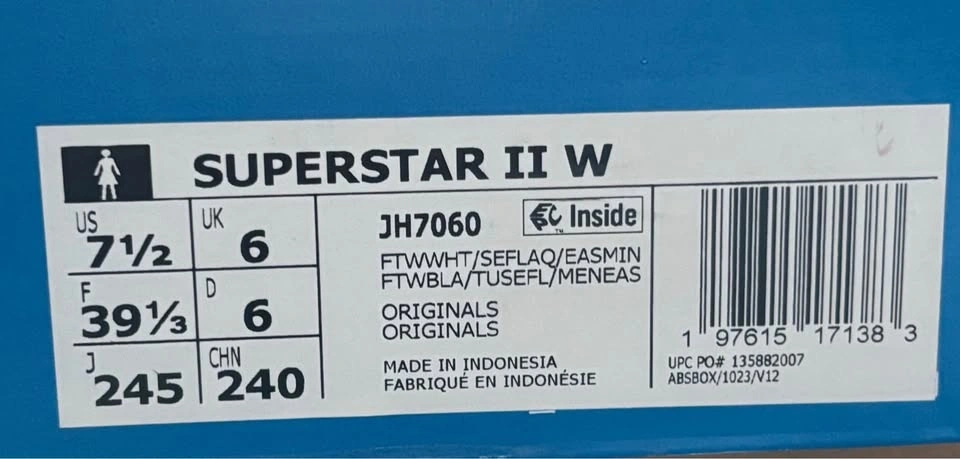 SUPERSTAR II W
US 7½
UK 6
F 39⅓
D 6
J 245
CHN 240
JH7060
Inside
TM
FTWWHT/SEFLAQ/EASMIN
FTWBLA/TUSEFL/MENEAS
ORIGINALS
ORIGINALS
MADE IN INDONESIA
FABRIQUÉ EN INDONÉSIE
1 97615 17138 3
UPC PO# 135882007
ABSBOX/1023/V12